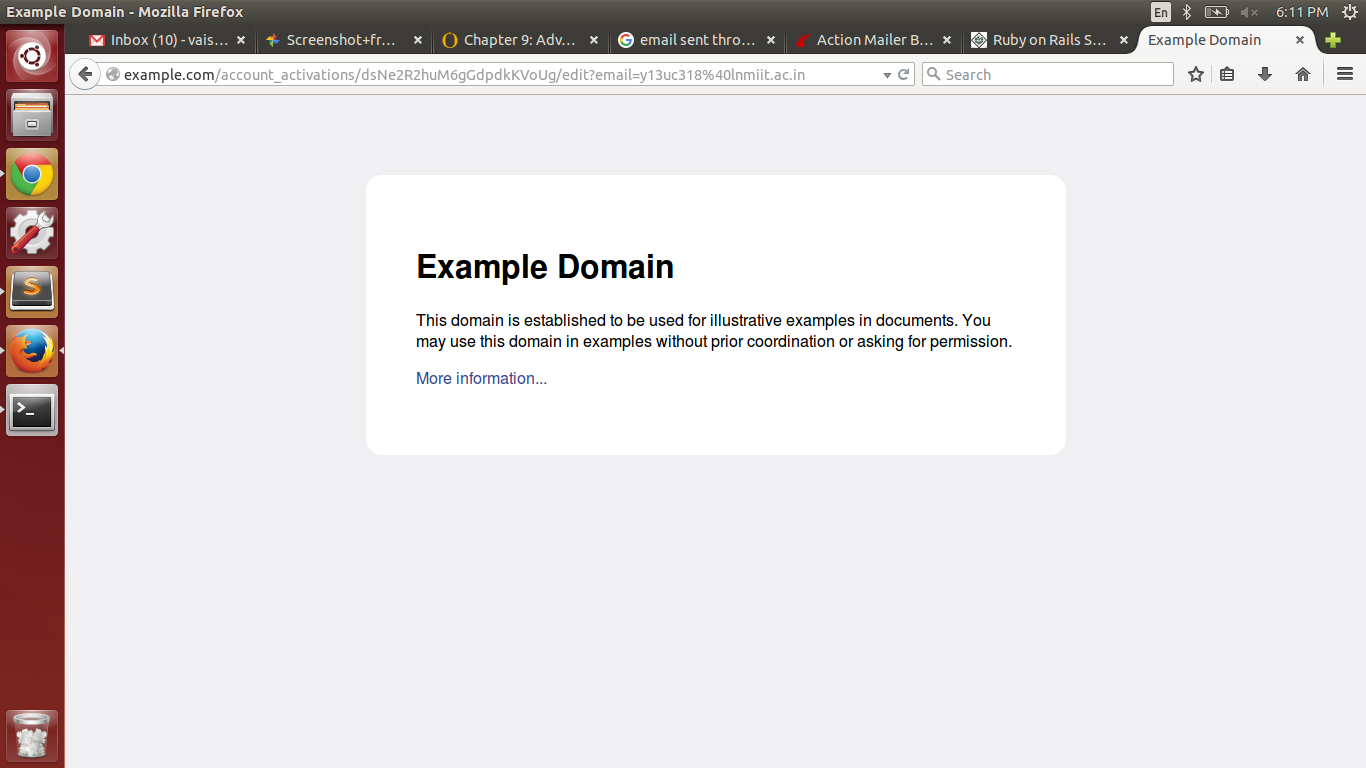 Example Domain - Mozilla Firefox
En
6:11 PM
Inbox (10) - vais...
Screenshot+fr...
Chapter 9: Adv...
email sent thro...
Action Mailer B...
Ruby on Rails S...
Example Domain
example.com/account_activations/dsNe2R2huM6gGdpdkKVoUg/edit?email=y13uc318%40lnmiit.ac.in
Search
Example Domain
This domain is established to be used for illustrative examples in documents. You
may use this domain in examples without prior coordination or asking for permission.
More information...